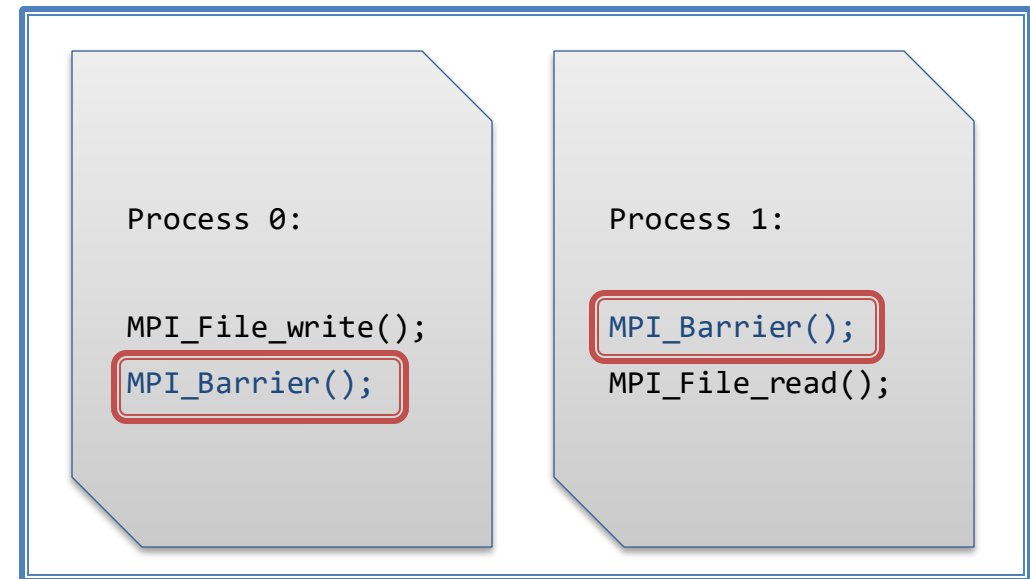 Process 0:
MPI_File_write();
MPI_Barrier();
Process 1:
MPI_Barrier();
MPI_File_read();